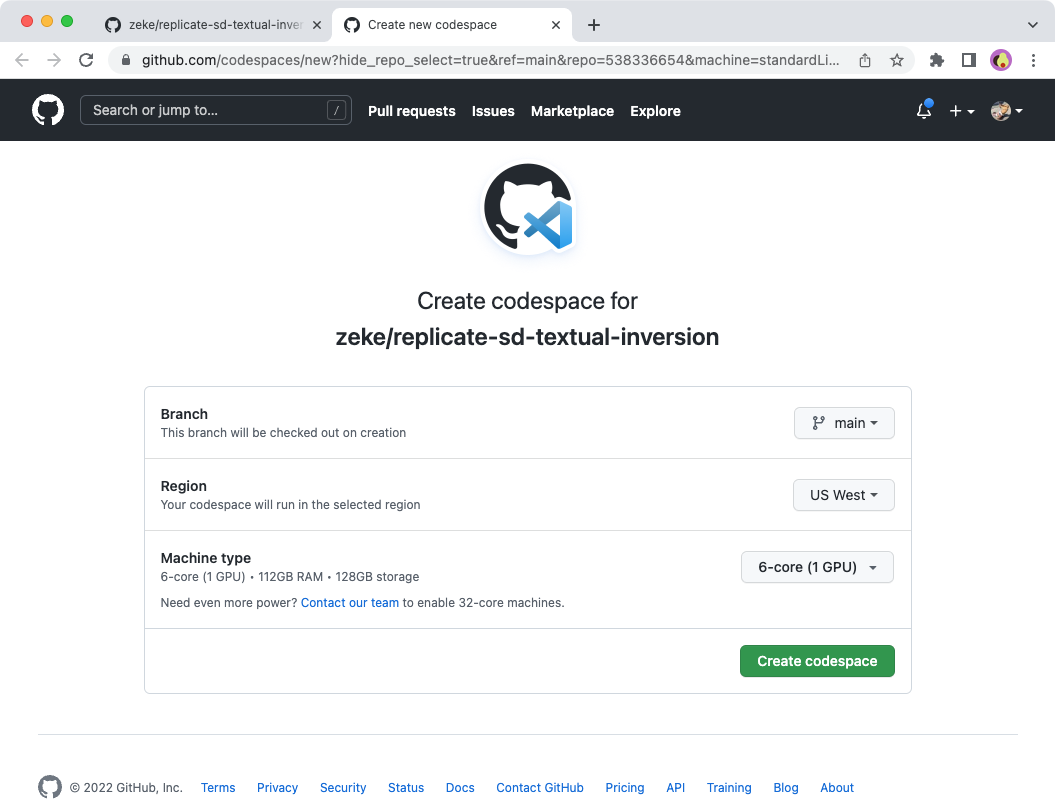 zeke/replicate-sd-textual-inver
Create new codespace
github.com/codespaces/new?hide_repo_select=true&ref=main&repo=538336654&machine=standardLi...
Search or jump to...
/
Pull requests
Issues
Marketplace
Explore
Create codespace for
zeke/replicate-sd-textual-inversion
Branch
This branch will be checked out on creation
main
Region
Your codespace will run in the selected region
US West
Machine type
6-core (1 GPU) • 112GB RAM • 128GB storage
6-core (1 GPU)
Need even more power? Contact our team to enable 32-core machines.
Create codespace
© 2022 GitHub, Inc. Terms Privacy Security Status Docs Contact GitHub Pricing API Training Blog About